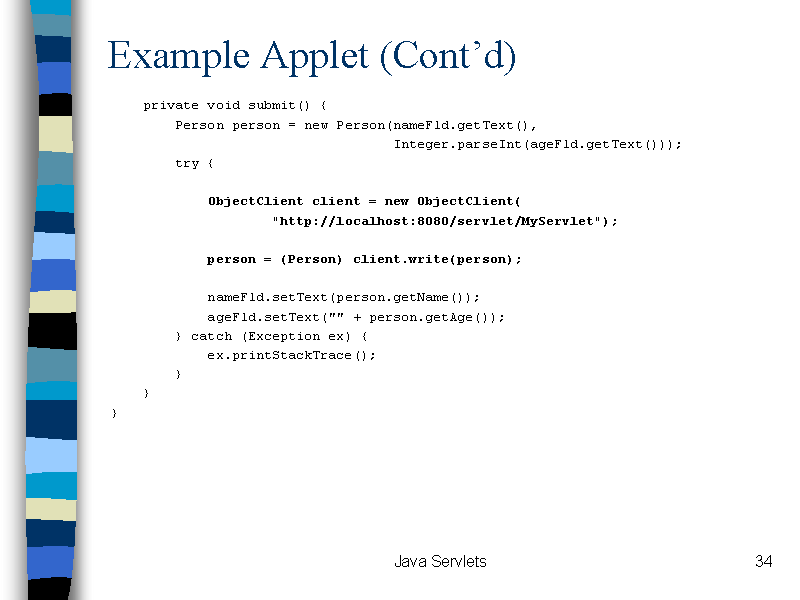 Example Applet (Cont’d)
private void submit() {
Person person = new Person(nameFld.getText(),
Integer.parseInt(ageFld.getText()));
try {
ObjectClient client = new ObjectClient(
"http://localhost:8080/servlet/MyServlet");
person = (Person) client.write(person);
nameFld.setText(person.getName());
ageFld.setText("" + person.getAge());
} catch (Exception ex) {
ex.printStackTrace();
}
}
}
Java Servlets
34